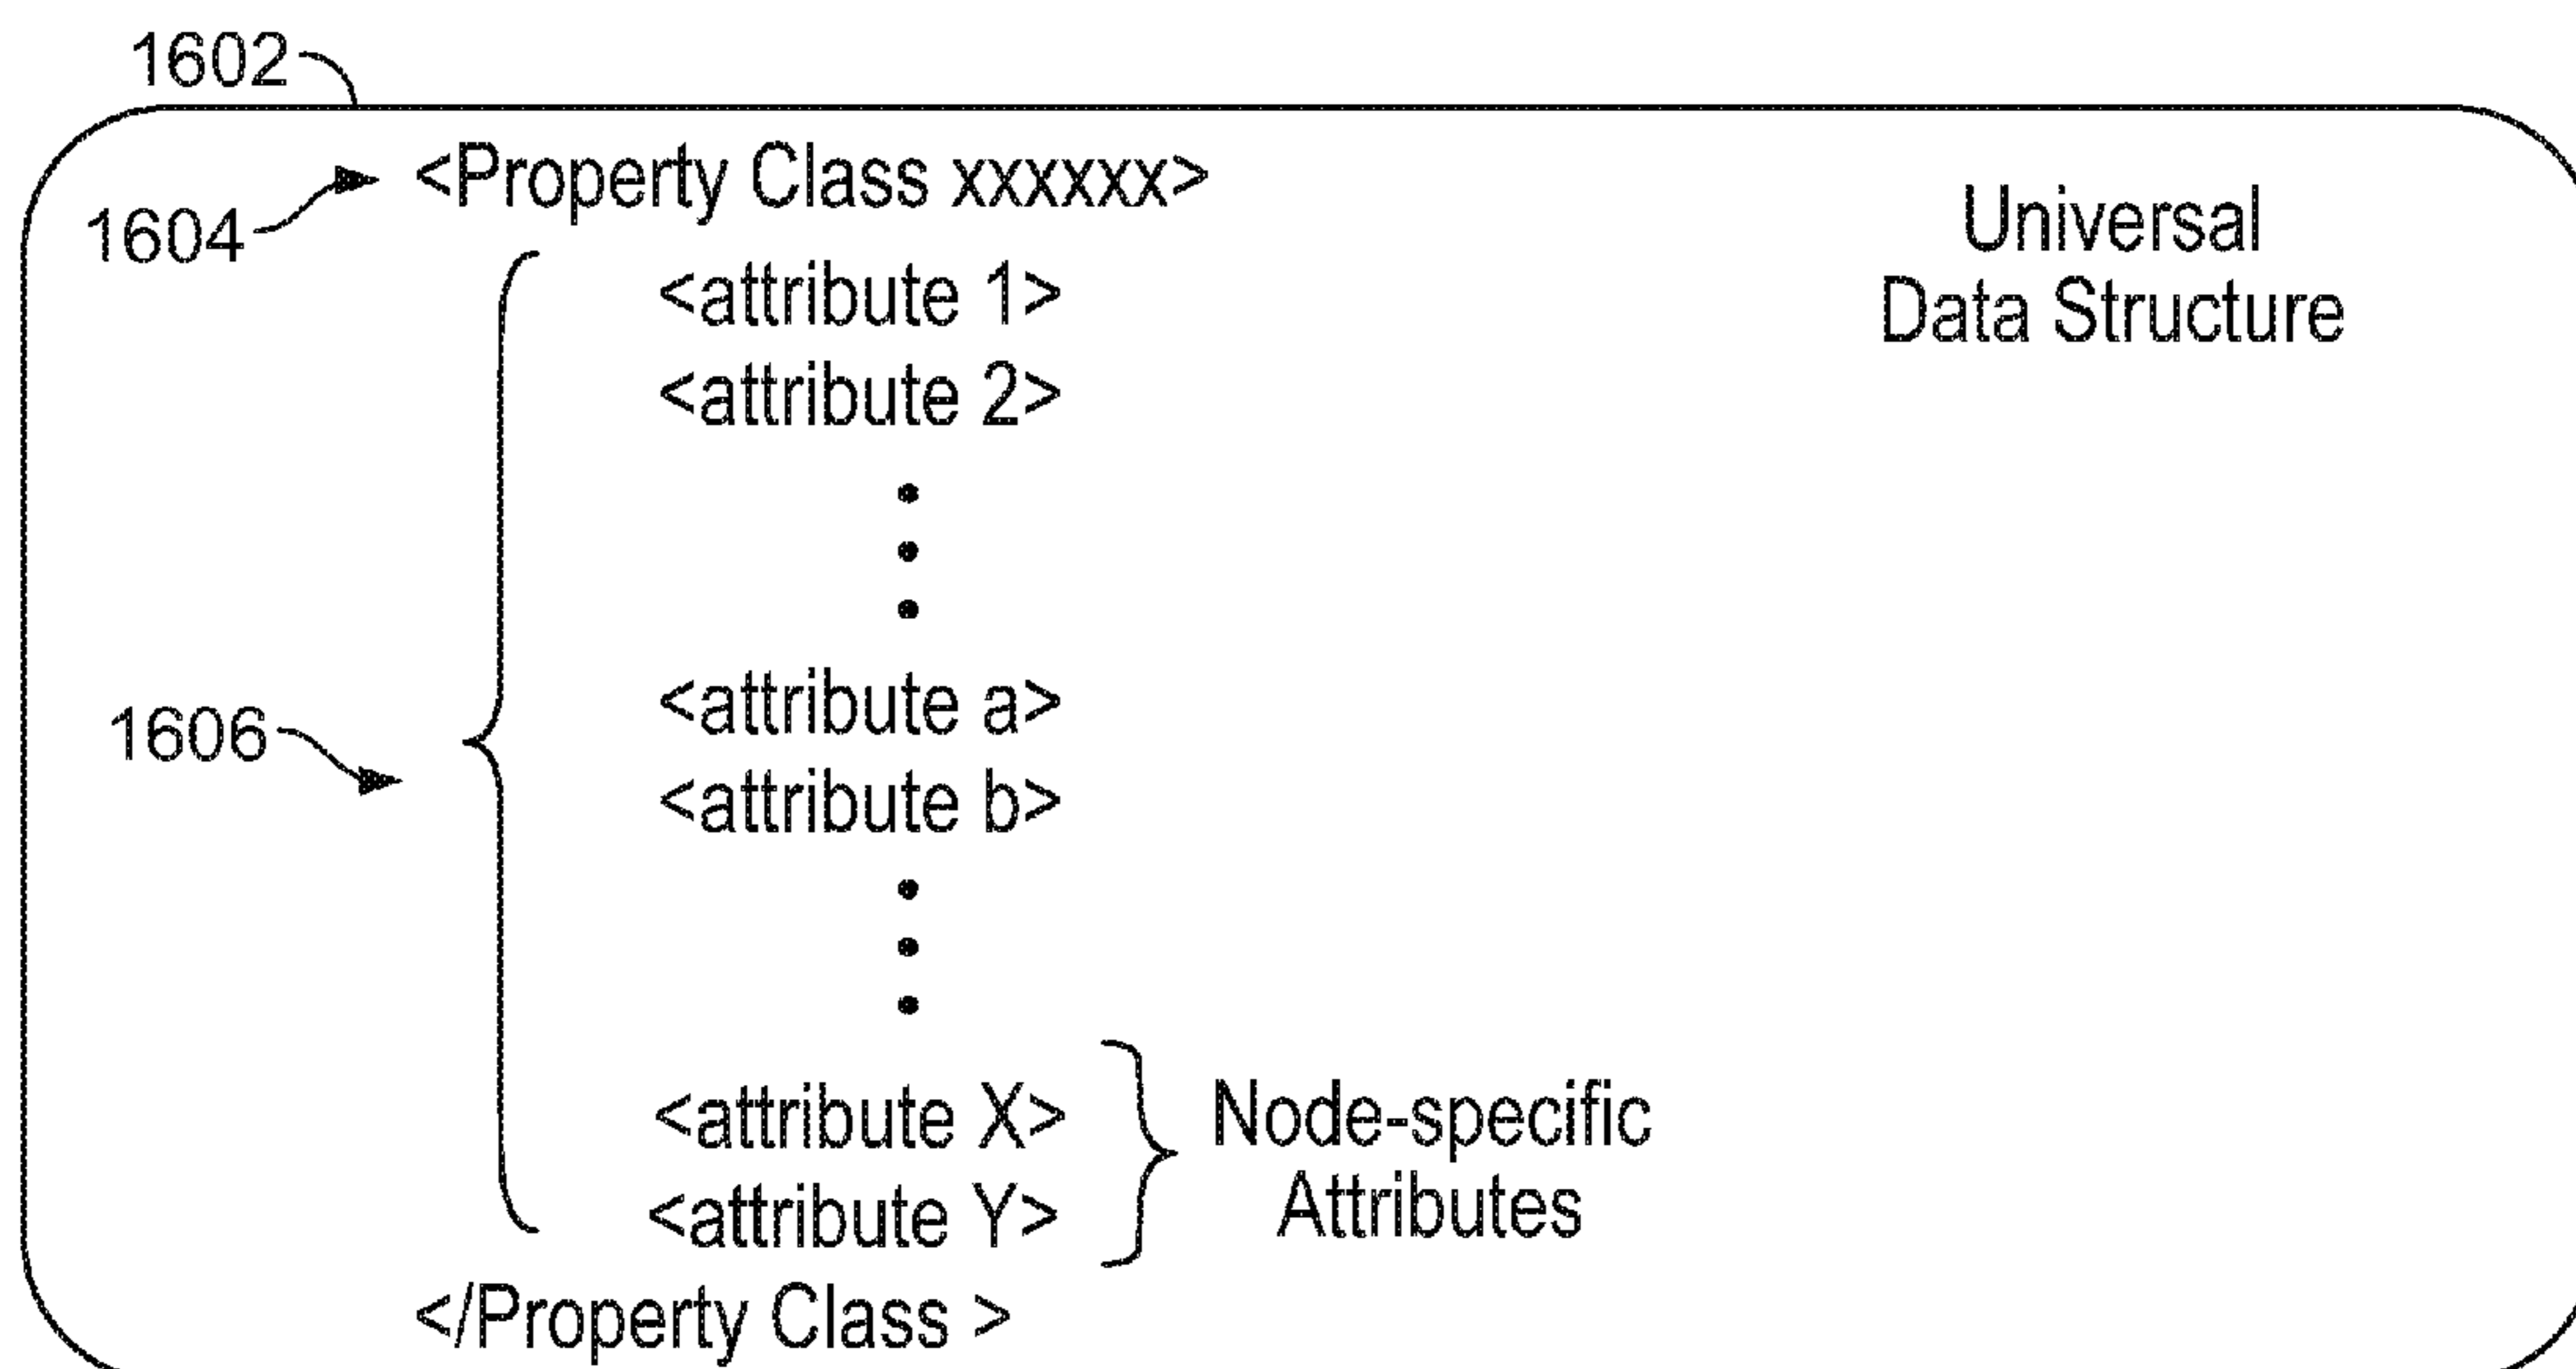 1602
<Property Class xxxxxx>
1604
Universal
Data Structure
<attribute 1>
<attribute 2>
<attribute a>
1606
<attribute b>
<attribute X>
<attribute Y>
Node-specific
Attributes
</Property Class >